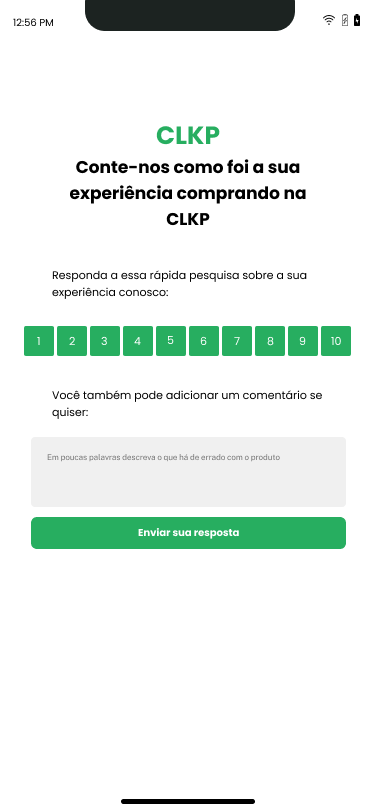 12:56 PM
CLKP
Conte-nos como foi a sua
experiência comprando na
CLKP
Responda a essa rápida pesquisa sobre a sua
experiência conosco:
1 2 3 4 5 6 7 8 9 10
Você também pode adicionar um comentário se
quiser:
Em poucas palavras descreva o que há de errado com o produto
Enviar sua resposta